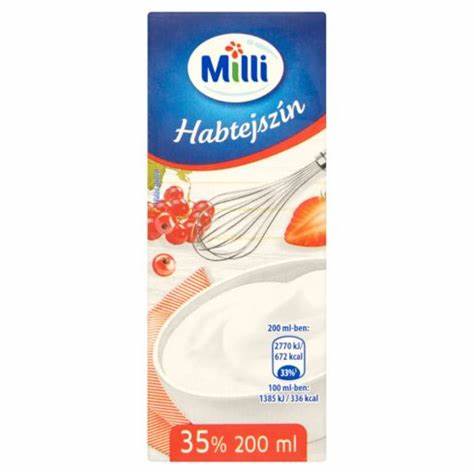 Milli
Habtejszín
200 ml-ben:
2770 kJ/
672 kcal
33%
100 ml-ben:
1385 kJ / 336 kcal
35% 200 ml